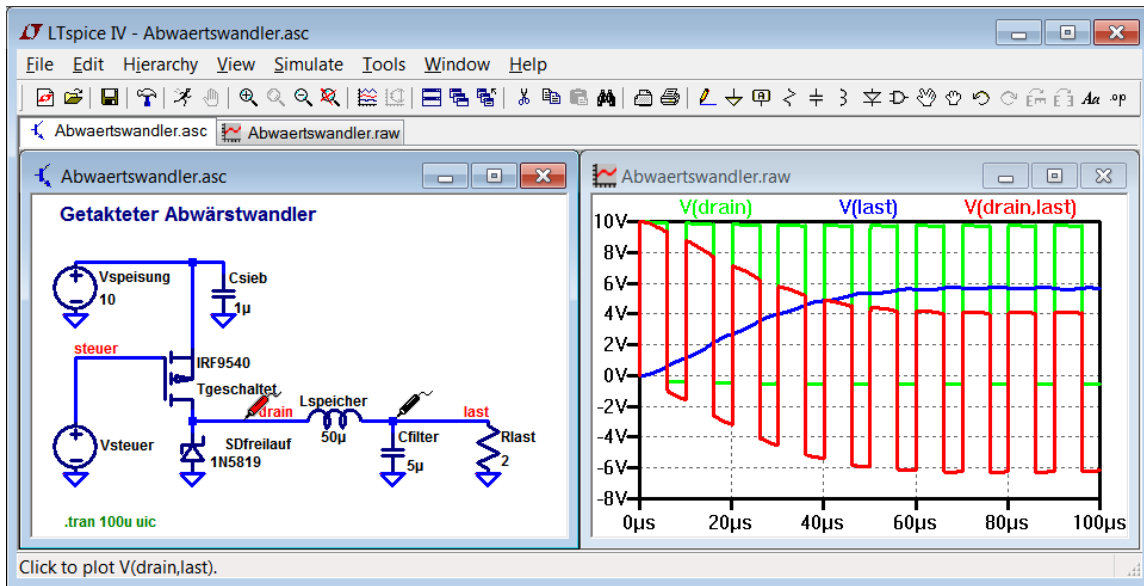 LTspice IV - Abwaertswandler.asc
File Edit Hierarchy View Simulate Tools Window Help
Abwaertswandler.asc Abwaertswandler.raw
Abwaertswandler.asc
Getakteter Abwärstwandler
Vspeisung
10
Csieb
1µ
steuer
IRF9540
Tgeschaltet
drain
Lspeicher
50µ
last
Vsteuer
SDfreilauf
1N5819
Cfilter
5µ
Rlast
2
.tran 100u uic
Abwaertswandler.raw
V(drain) V(last) V(drain,last)
10V
8V
6V
4V
2V
0V
-2V
-4V
-6V
-8V
0µs 20µs 40µs 60µs 80µs 100µs
Click to plot V(drain,last).